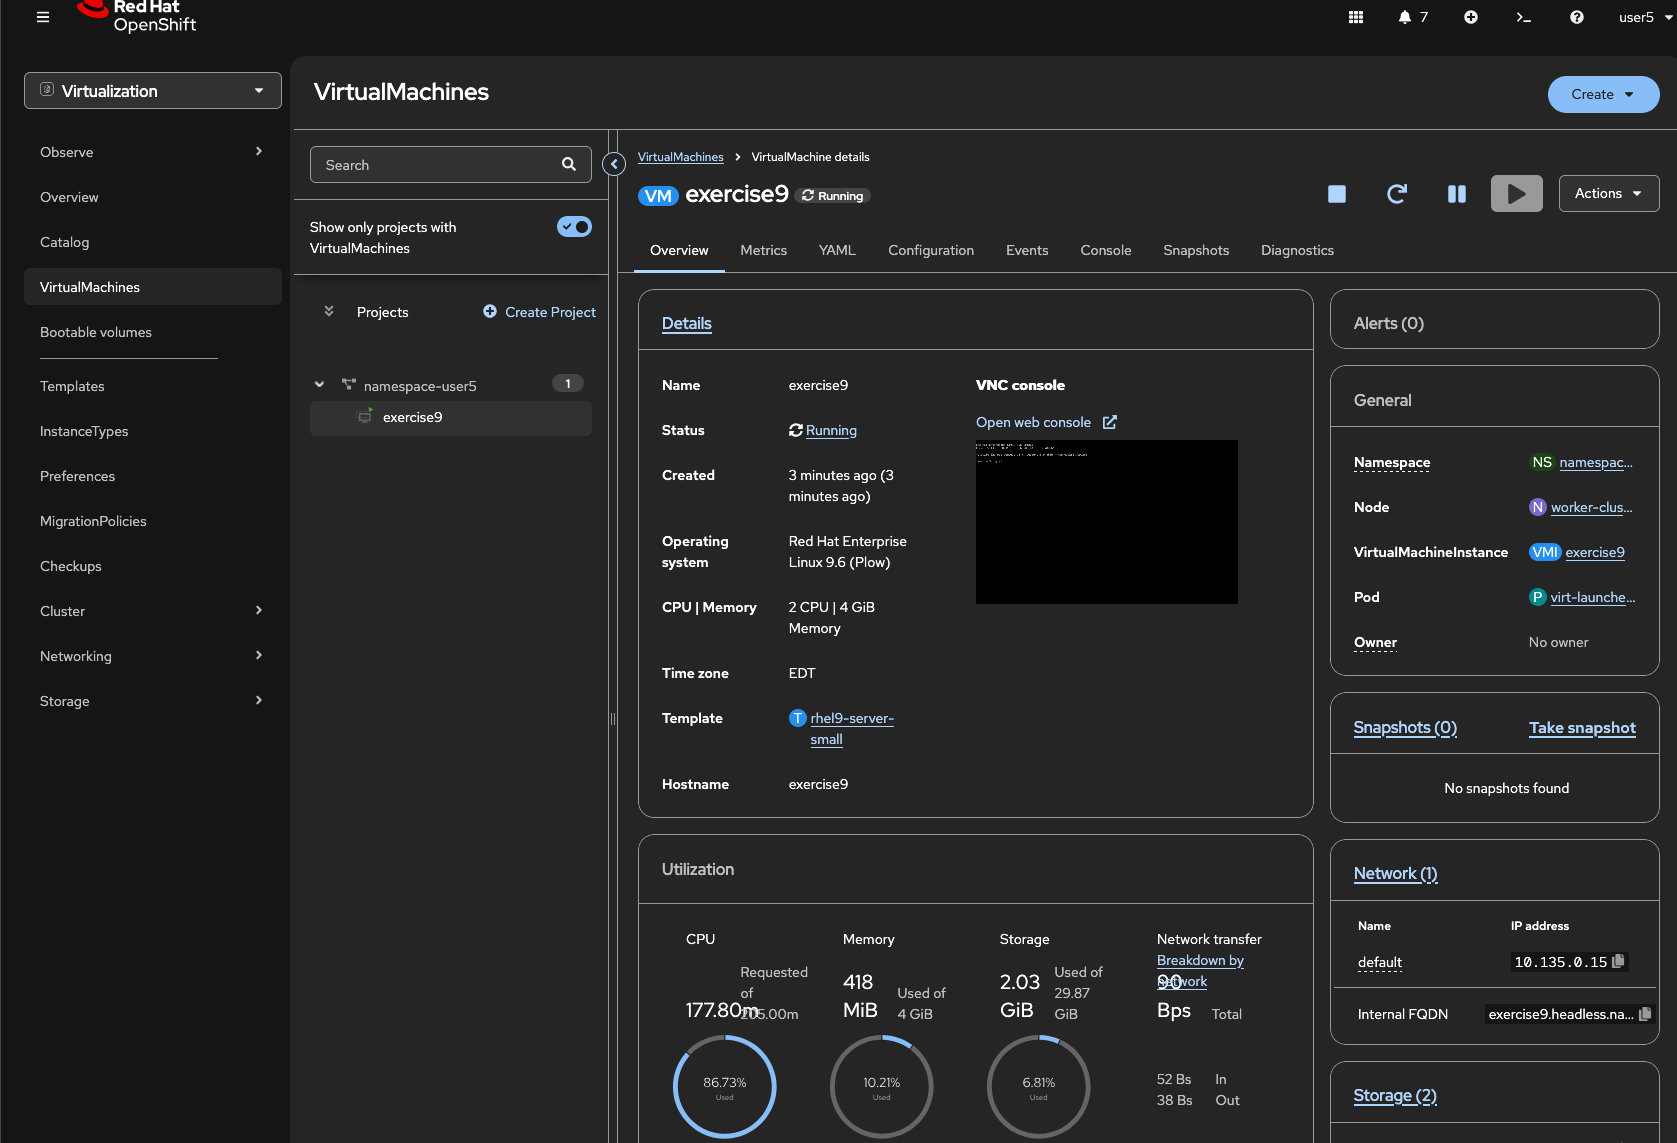 Red Hat
OpenShift
7
user5
Virtualization
Observe
Overview
Catalog
VirtualMachines
Bootable volumes
Templates
InstanceTypes
Preferences
MigrationPolicies
Checkups
Cluster
Networking
Storage
VirtualMachines
Create
Search
Show only projects with
VirtualMachines
Projects
Create Project
namespace-user5
1
exercise9
VirtualMachines > VirtualMachine details
VM exercise9 Running
Actions
Overview Metrics YAML Configuration Events Console Snapshots Diagnostics
Details
Name exercise9
Status Running
Created 3 minutes ago (3
minutes ago)
Operating Red Hat Enterprise
system Linux 9.6 (Plow)
CPU | Memory 2 CPU | 4 GiB
Memory
Time zone EDT
Template T rhel9-server-
small
Hostname exercise9
VNC console
Open web console
Utilization
CPU
177.80m
Requested
of
205.00m
86.73%
Used
Memory
418
MiB
Used of
4 GiB
10.21%
Used
Storage
2.03
GiB
Used of
29.87
GiB
6.81%
Used
Network transfer
Breakdown by
network
90
Bps Total
52 Bs In
38 Bs Out
Alerts (0)
General
Namespace NS namespac...
Node N worker-clus...
VirtualMachineInstance VMI exercise9
Pod P virt-launche...
Owner No owner
Snapshots (0) Take snapshot
No snapshots found
Network (1)
Name IP address
default 10.135.0.15
Internal FQDN exercise9.headless.na...
Storage (2)